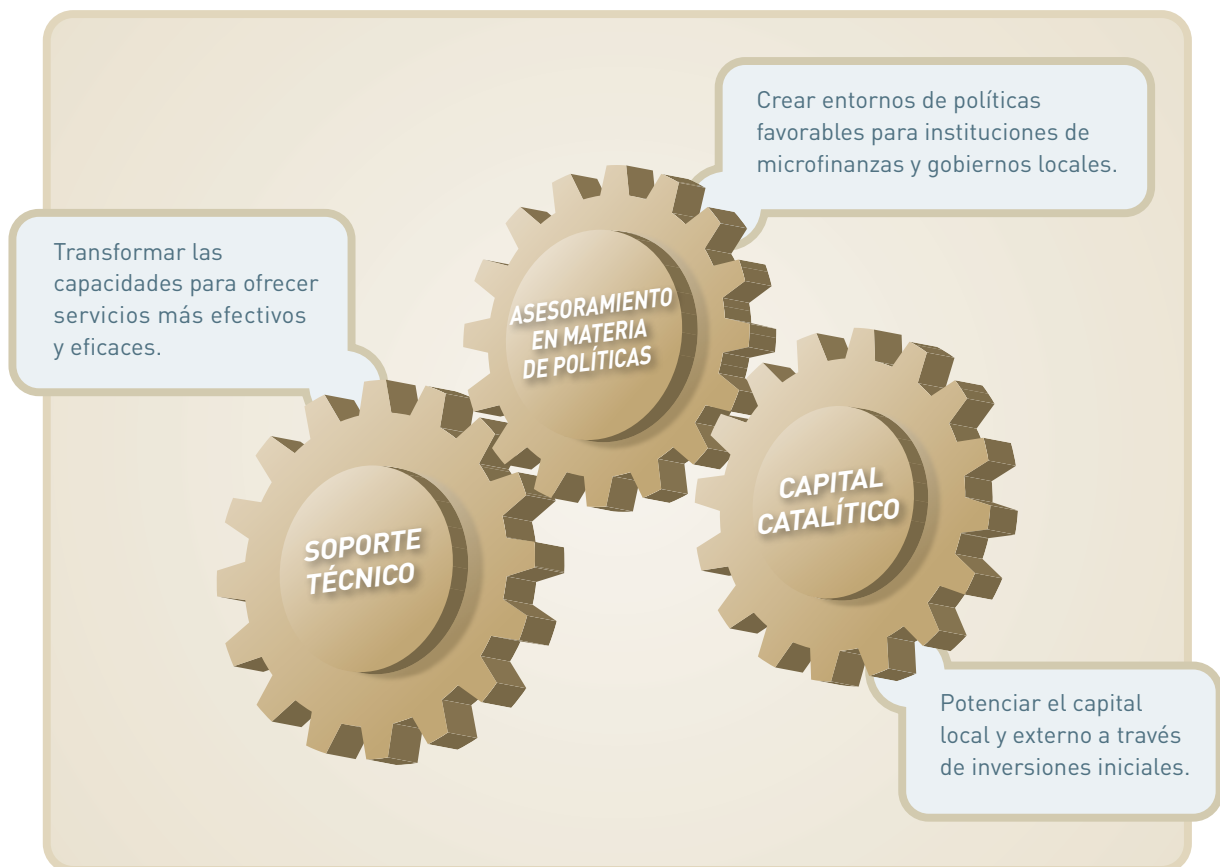 Crear entornos de políticas
favorables para instituciones de
microfinanzas y gobiernos locales.
Transformar las
capacidades para ofrecer
servicios más efectivos
y eficaces.
ASESORAMIENTO
EN MATERIA
DE POLÍTICAS
SOPORTE
TÉCNICO
CAPITAL
CATALÍTICO
Potenciar el capital
local y externo a través
de inversiones iniciales.